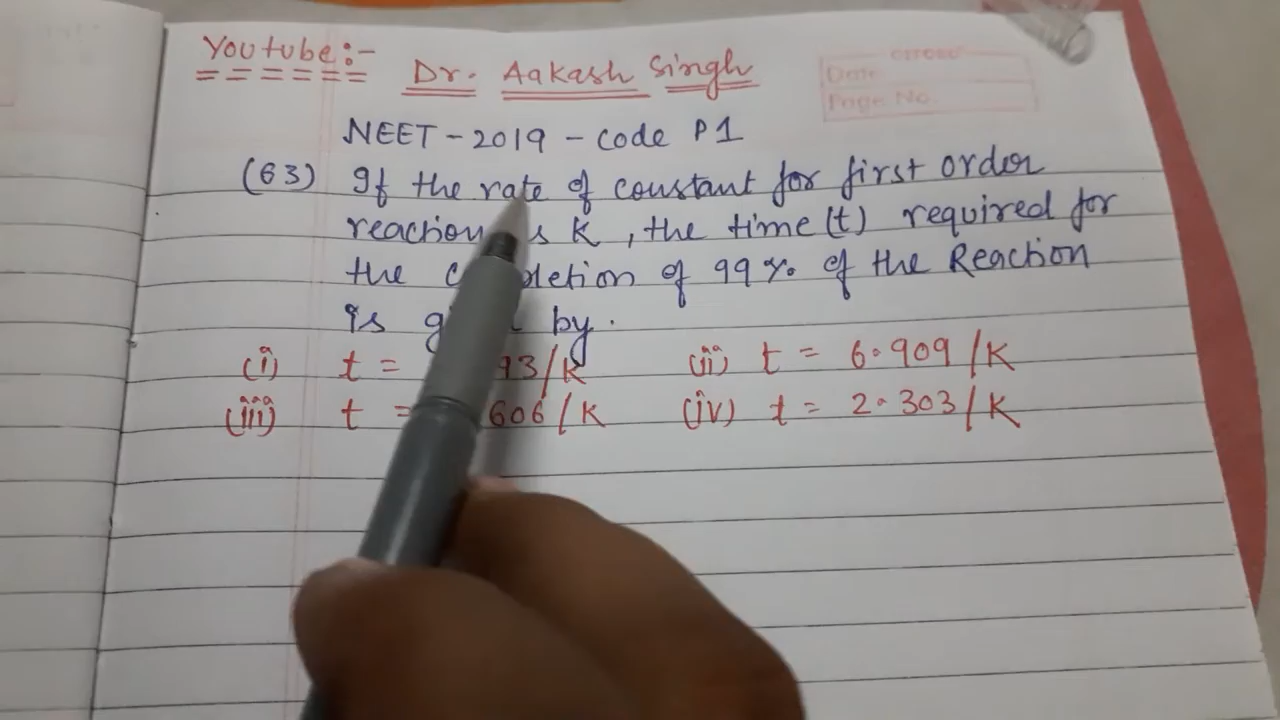 YouTube:-
Dr. Aakash Singh
Date
Page No.
NEET - 2019 - code P1
(63) If the rate of constant for first order
reaction is K, the time (t) required for
the of 99% of the Reaction
is by.
(i) t = 93/K (ii) t = 6.909/K
(iii) t = 606/K (iv) t = 2.303/K